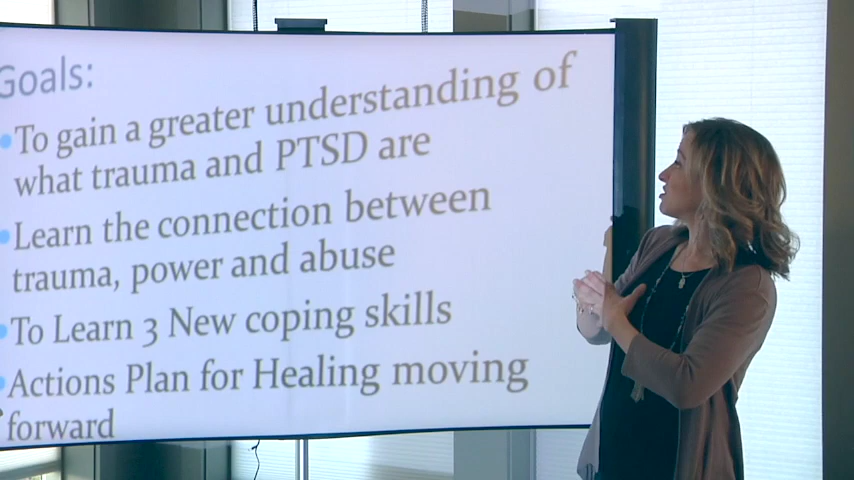 Goals:
To gain a greater understanding of
what trauma and PTSD are
Learn the connection between
trauma, power and abuse
To Learn 3 New coping skills
Actions Plan for Healing moving
forward